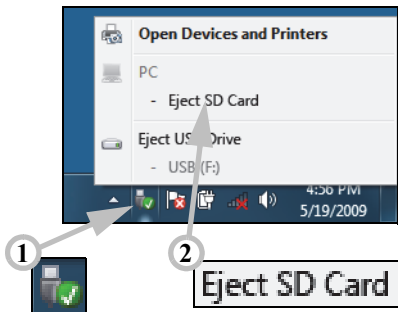 Open Devices and Printers
PC
- Eject SD Card
Eject USB Drive
- USB (F:)
4:56 PM
5/19/2009
1
2
Eject SD Card